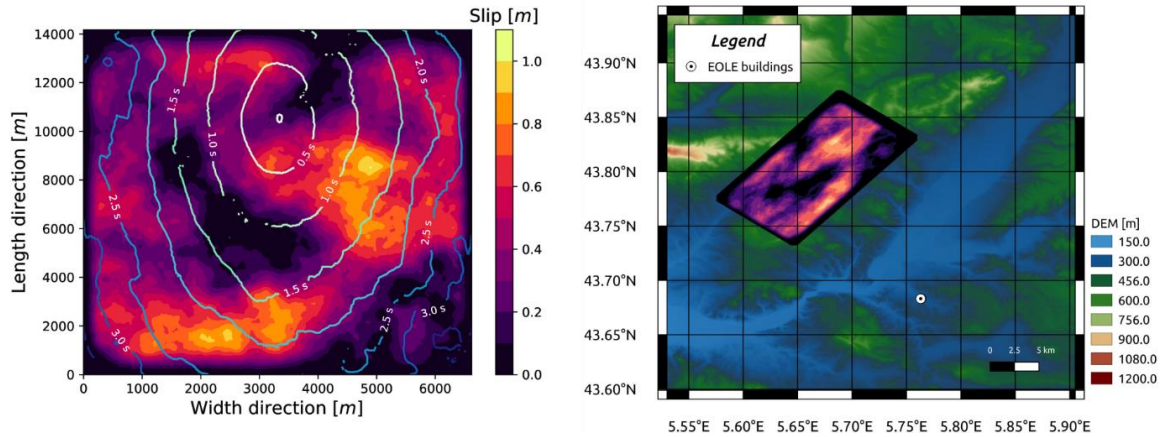 Slip [m]
14000
12000
10000
8000
6000
4000
2000
0
Length direction [m]
0 1000 2000 3000 4000 5000 6000
Width direction [m]
1.0
0.8
0.6
0.4
0.2
0.0
0
0.5 s
1.0 s
1.0 s
1.5 s
1.5 s
2.0 s
2.5 s
2.5 s
2.5 s
3.0 s
3.0 s
Legend
EOLE buildings
43.90°N
43.85°N
43.80°N
43.75°N
43.70°N
43.65°N
43.60°N
5.55°E 5.60°E 5.65°E 5.70°E 5.75°E 5.80°E 5.85°E 5.90°E
0 2.5 5 km
DEM [m]
150.0
300.0
456.0
600.0
756.0
900.0
1080.0
1200.0